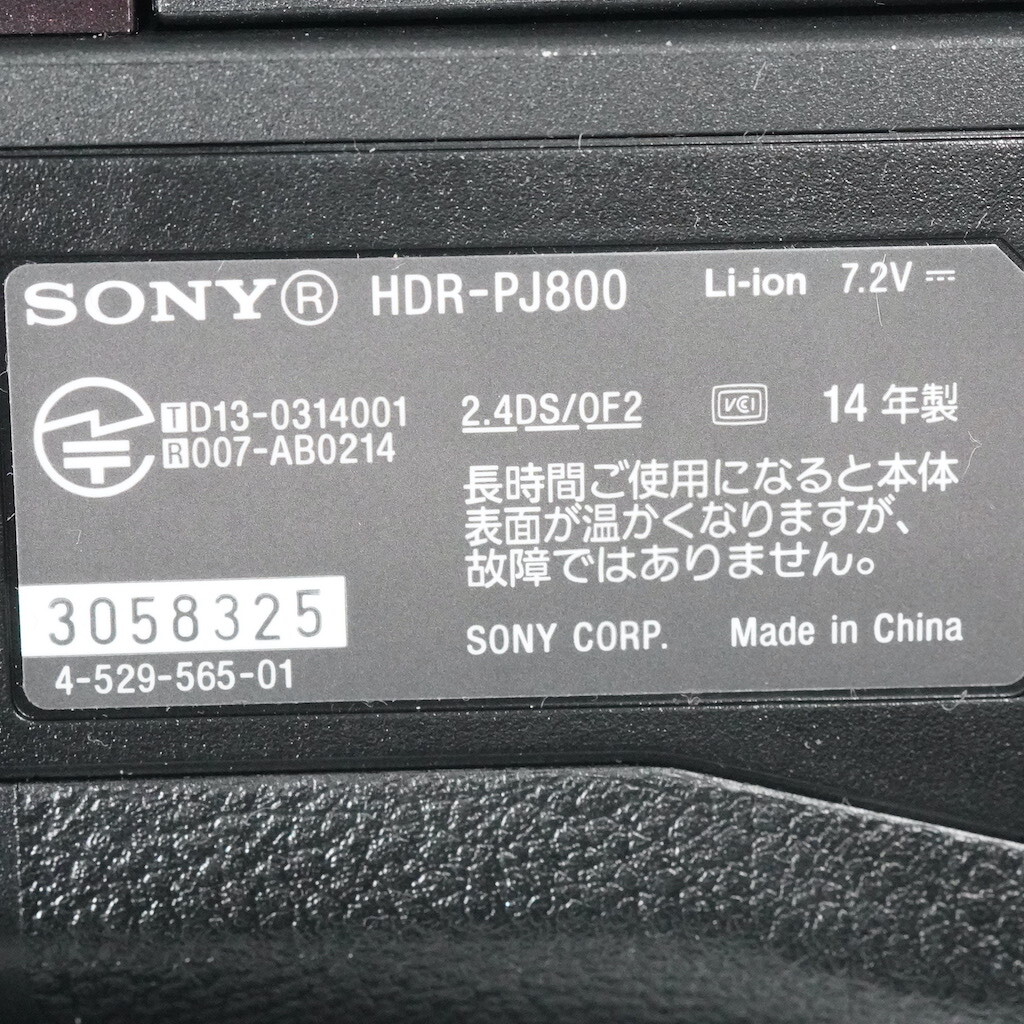 SONY® HDR-PJ800 Li-ion 7.2V ⎓
T D13-0314001 2.4DS/OF2 VCI 14年製
R 007-AB0214
長時間ご使用になると本体
表面が温かくなりますが、
故障ではありません。
3058325
SONY CORP. Made in China
4-529-565-01